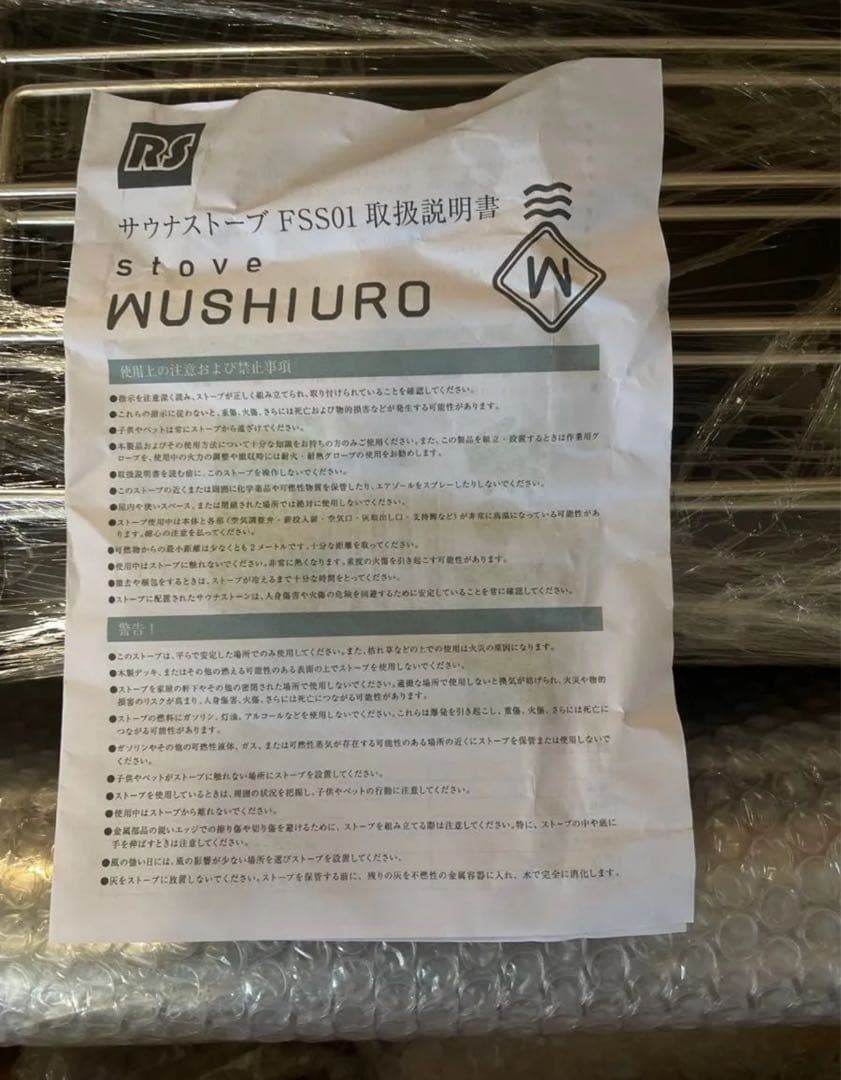 RS
サウナストーブ FSS01 取扱説明書
stove
WUSHIURO
W
使用上の注意および禁止事項
●指示を注意深く読み、ストーブが正しく組み立てられ、取り付けられていることを確認してください。
●これらの指示に従わないと、重傷、火傷、さらには死亡および物的損害などが発生する可能性があります。
●子供やペットは常にストーブから遠ざけてください。
●本製品およびその使用方法について十分な知識をお持ちの方のみご使用ください。また、この製品を組立・設置するときは作業用グ
ローブを、使用中の火力の調整や撤収時には耐火・耐熱グローブの使用をお勧めします。
●取扱説明書を読む前に、このストーブを操作しないでください。
●このストーブの近くまたは周囲に化学薬品や可燃性物質を保管したり、エアゾールをスプレーしたりしないでください。
●屋内や狭いスペース、または閉鎖された場所では絶対に使用しないでください。
●ストーブ使用中は本体と各部(空気調整弁・薪投入扉・空気口・灰取出し口・支持脚など)が非常に高温になっている可能性があ
ります。細心の注意を払ってください。
●可燃物からの最小距離は少なくとも2メートルです。十分な距離を取ってください。
●使用中はストーブに触れないでください。非常に熱くなります。重度の火傷を引き起こす可能性があります。
●撤去や梱包をするときは、ストーブが冷えるまで十分な時間をとってください。
●ストーブに配置されたサウナストーンは、人身傷害や火傷の危険を回避するために安定していることを常に確認してください。
警告！
●このストーブは、平らで安定した場所でのみ使用してください。また、枯れ草などの上での使用は火災の原因になります。
●木製デッキ、またはその他の燃える可能性のある表面の上でストーブを使用しないでください。
●ストーブを家屋の軒下やその他の密閉された場所で使用しないでください。適切な場所で使用しないと換気が妨げられ、火災や物的
損害のリスクが高まり、人身傷害、火傷、さらには死亡につながる可能性があります。
●ストーブの燃料にガソリン、灯油、アルコールなどを使用しないでください。これらは爆発を引き起こし、重傷、火傷、さらには死亡に
つながる可能性があります。
●ガソリンやその他の可燃性液体、ガス、または可燃性蒸気が存在する可能性のある場所の近くにストーブを保管または使用しないで
ください。
●子供やペットがストーブに触れない場所にストーブを設置してください。
●ストーブを使用しているときは、周囲の状況を把握し、子供やペットの行動に注意してください。
●使用中はストーブから離れないでください。
●金属部品の鋭いエッジでの擦り傷や切り傷を避けるために、ストーブを組み立てる際は注意してください。特に、ストーブの中や底に
手を伸ばすときは注意してください。
●風の強い日には、風の影響が少ない場所を選びストーブを設置してください。
●灰をストーブに放置しないでください。ストーブを保管する前に、残りの灰を不燃性の金属容器に入れ、水で完全に消化します。